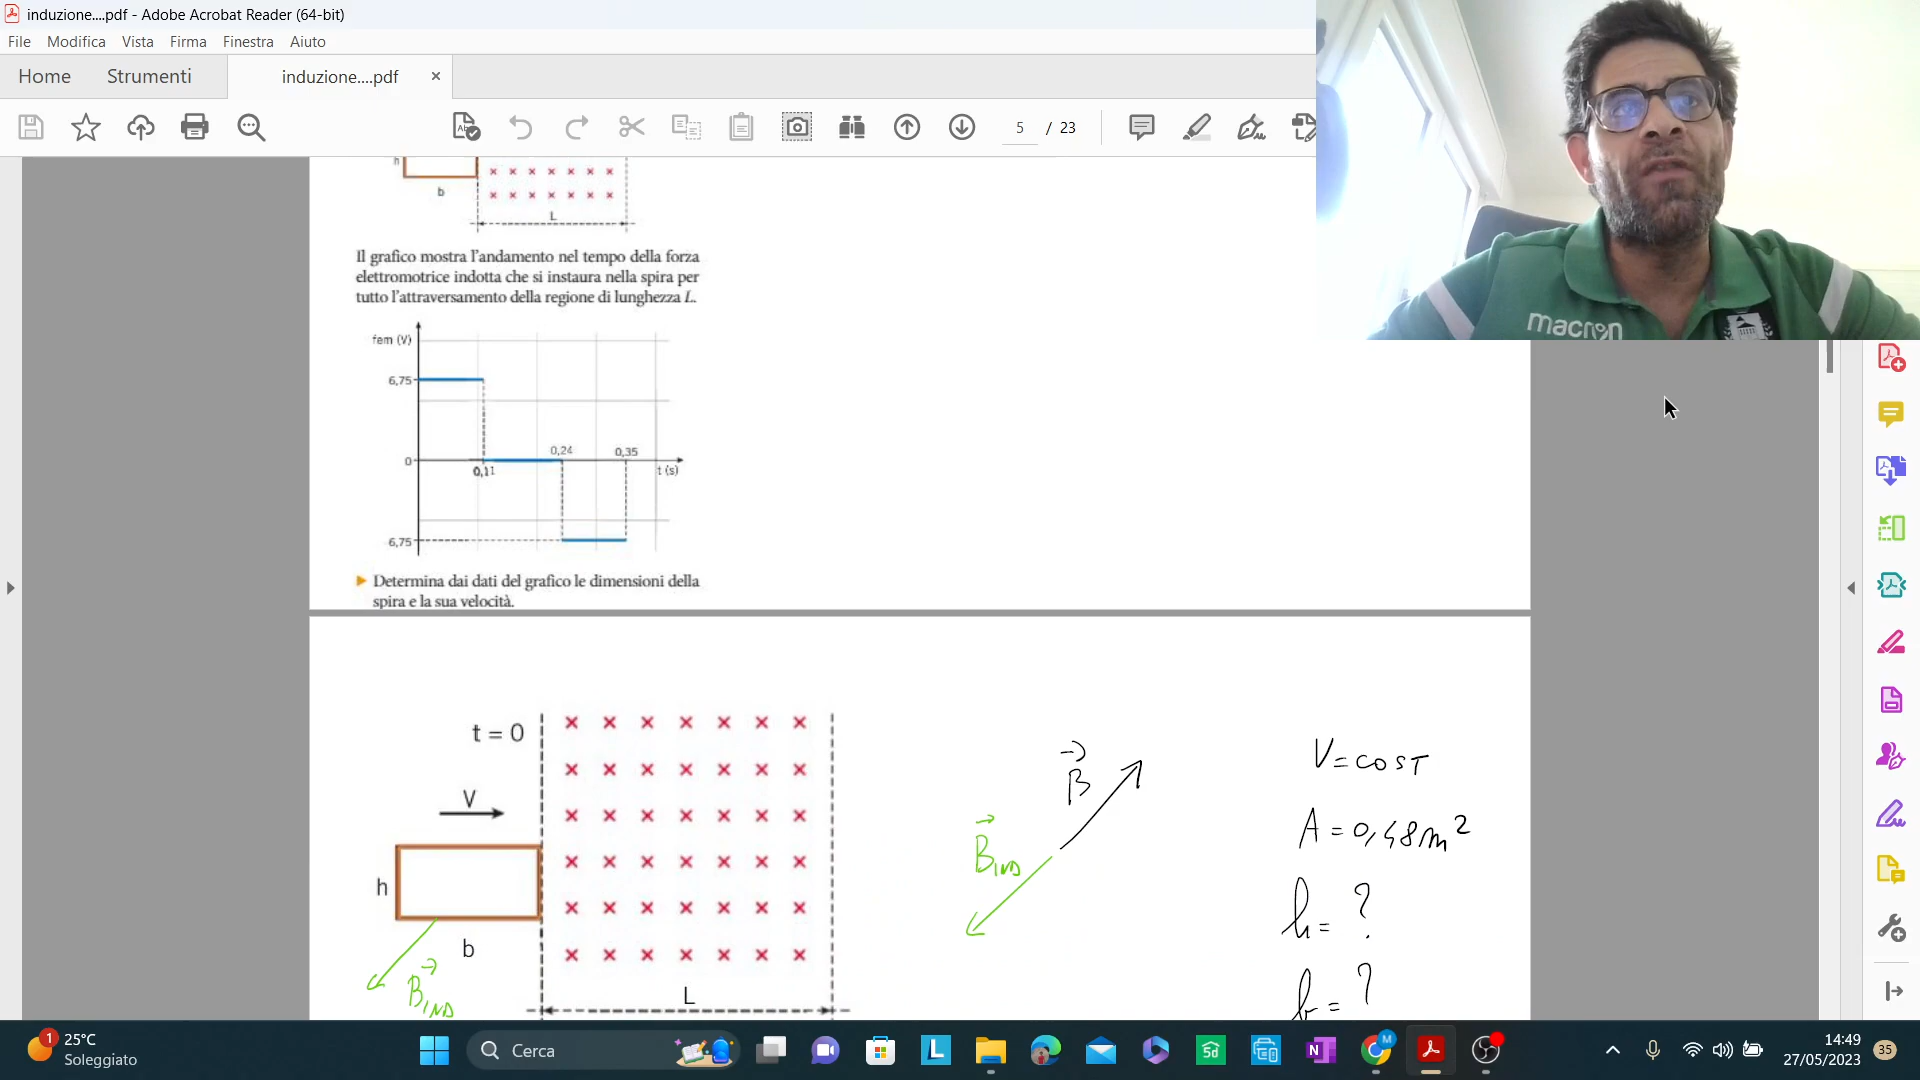 induzione....pdf - Adobe Acrobat Reader (64-bit)
File Modifica Vista Firma Finestra Aiuto
Home Strumenti induzione....pdf ×
5 / 23
h
b
L
Il grafico mostra l'andamento nel tempo della forza
elettromotrice indotta che si instaura nella spira per
tutto l'attraversamento della regione di lunghezza L.
fem (V)
6,75
0,24 0,35
0
0,11 t (s)
6,75
Determina dai dati del grafico le dimensioni della
spira e la sua velocità.
macron
t = 0
V
h
b
L
B
B IND
B IND
V = COST
A = 0,48 m²
h = ?
b = ?
1
25°C
Soleggiato
Cerca
14:49
27/05/2023
35